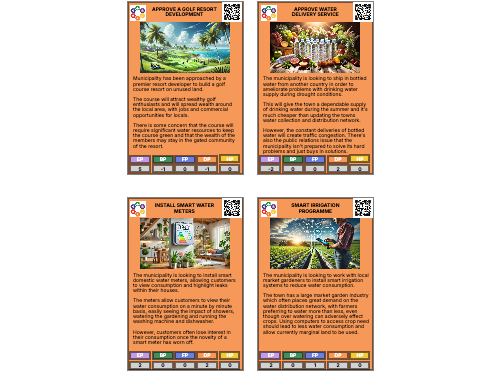 APPROVE A GOLF RESORT
DEVELOPMENT
Municipality has been approached by a
premier resort developer to build a golf
course resort on unused land.
The course will attract wealthy golf
enthusiasts and will spread wealth around
the local area, with jobs and commercial
opportunities for locals.
There is some concern that the course will
require significant water resources to keep
the course green and that the wealth of the
members may stay in the gated community
of the resort.
EP BP FP DP HP
5 -1 0 -1 0
APPROVE WATER
DELIVERY SERVICE
The municipality is looking to ship in bottled
water from another country in order to
ameliorate problems with drinking water
supply during drought conditions.
This will give the town a dependable supply
of drinking water during the summer and it's
much cheaper than updating the towns
water collection and distribution network.
However, the constant deliveries of bottled
water will create traffic congestion. There's
also the public relations issue that the
municipality isn't prepared to solve its hard
problems and just buys in solutions.
EP BP FP DP HP
-2 0 0 2 0
INSTALL SMART WATER
METERS
The municipality is looking to install smart
domestic water meters, allowing customers
to view consumption and highlight leaks
within their houses.
The meters allow customers to view their
water consumption on a minute by minute
basis, easily seeing the impact of showers,
watering the gardening and running the
washing machine and dishwasher.
However, customers often lose interest in
their consumption once the novelty of a
smart meter has worn off.
EP BP FP DP HP
2 0 0 2 0
SMART IRRIGATION
PROGRAMME
The municipality is looking to work with local
market gardeners to install smart irrigation
systems to reduce water consumption.
The town has a large market garden industry
which often places great demand on the
water distribution network, with farmers
preferring to water more than less, even
though over watering can adversely effect
crops. Using computers to access crop need
should lead to less water consumption and
allow currently marginal land to be used.
EP BP FP DP HP
2 0 1 2 0